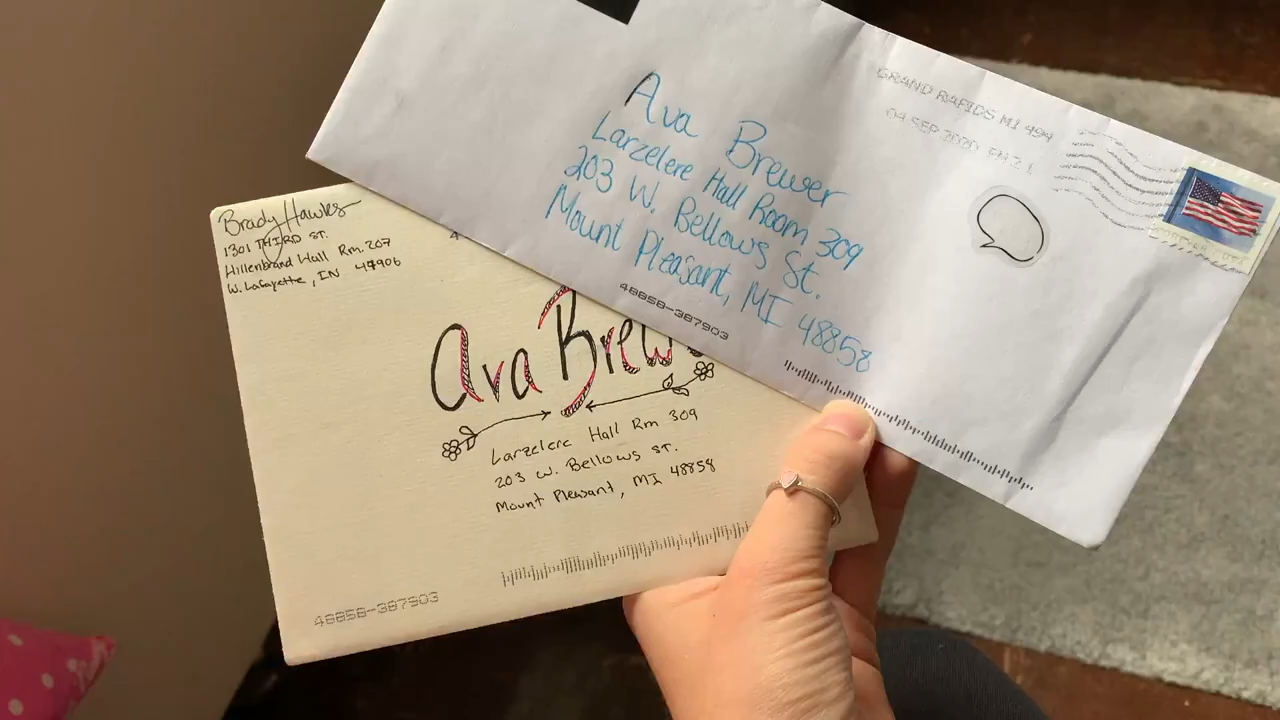 GRAND RAPIDS MI 494
04 SEP 2020 PM 2 L
Ava Brewer
Larzelere Hall Room 309
203 W. Bellows St.
Mount Pleasant, MI 48858
48858-387903
Brady Hawks
1301 THIRD ST.
Hillenbrand Hall Rm. 207
W. Lafayette, IN 47906
Ava Brew
Larzelere Hall Rm 309
203 W. Bellows ST.
Mount Pleasant, MI 48858
48858-387903